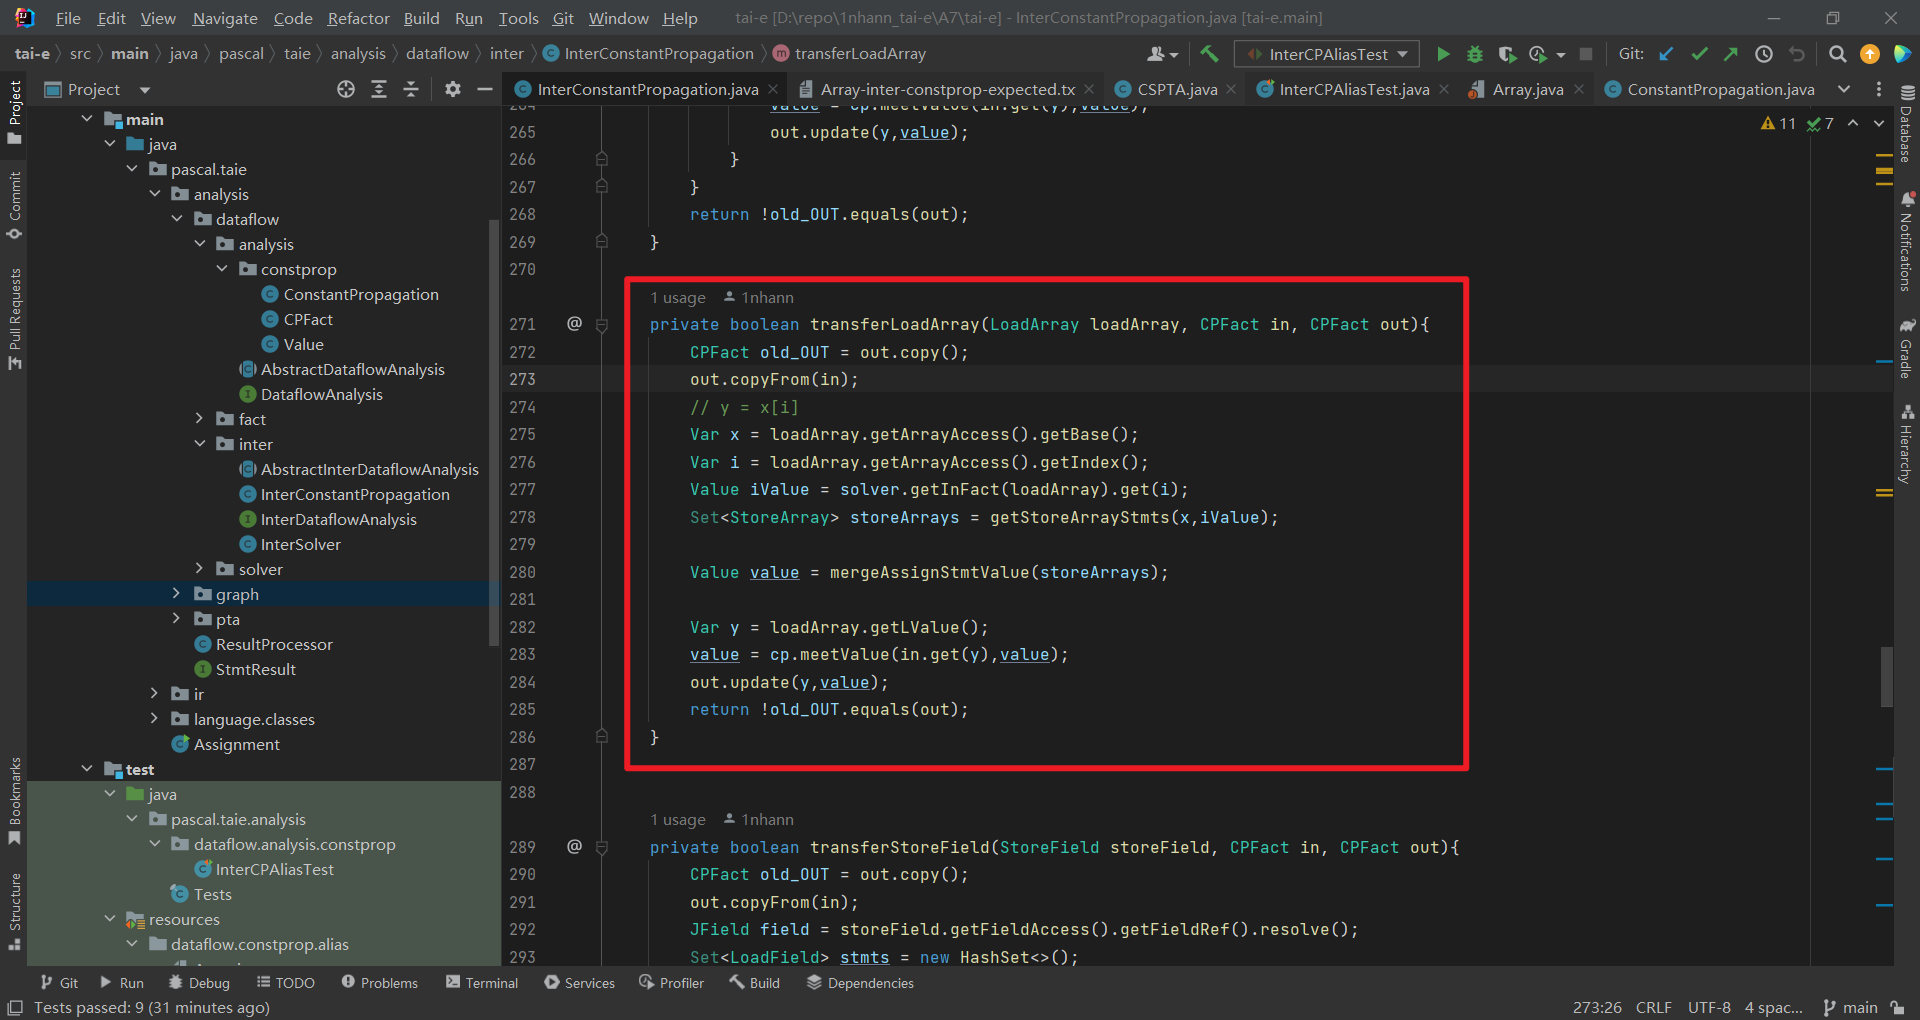 File Edit View Navigate Code Refactor Build Run Tools Git Window Help tai-e [D:\repo\1nhann_tai-e\A7\tai-e] - InterConstantPropagation.java [tai-e.main]
tai-e src main java pascal taie analysis dataflow inter InterConstantPropagation transferLoadArray InterCPAliasTest Git:
Project InterConstantPropagation.java Array-inter-constprop-expected.tx CSPTA.java InterCPAliasTest.java Array.java ConstantPropagation.java
main
java
pascal.taie
analysis
dataflow
analysis
constprop
ConstantPropagation
CPFact
Value
AbstractDataflowAnalysis
DataflowAnalysis
fact
inter
AbstractInterDataflowAnalysis
InterConstantPropagation
InterDataflowAnalysis
InterSolver
solver
graph
pta
ResultProcessor
StmtResult
ir
language.classes
Assignment
test
java
pascal.taie.analysis
dataflow.analysis.constprop
InterCPAliasTest
Tests
resources
dataflow.constprop.alias
Project
Commit
Pull Requests
Bookmarks
Structure
11 7
264 value = cp.meetValue(in.get(y),value);
265 out.update(y,value);
266 }
267 }
268 return !old_OUT.equals(out);
269 }
270
1 usage 1nhann
271 @ private boolean transferLoadArray(LoadArray loadArray, CPFact in, CPFact out){
272 CPFact old_OUT = out.copy();
273 out.copyFrom(in);
274 // y = x[i]
275 Var x = loadArray.getArrayAccess().getBase();
276 Var i = loadArray.getArrayAccess().getIndex();
277 Value iValue = solver.getInFact(loadArray).get(i);
278 Set<StoreArray> storeArrays = getStoreArrayStmts(x,iValue);
279
280 Value value = mergeAssignStmtValue(storeArrays);
281
282 Var y = loadArray.getLValue();
283 value = cp.meetValue(in.get(y),value);
284 out.update(y,value);
285 return !old_OUT.equals(out);
286 }
287
288
1 usage 1nhann
289 @ private boolean transferStoreField(StoreField storeField, CPFact in, CPFact out){
290 CPFact old_OUT = out.copy();
291 out.copyFrom(in);
292 JField field = storeField.getFieldAccess().getFieldRef().resolve();
293 Set<LoadField> stmts = new HashSet<>();
Database
Notifications
Gradle
Hierarchy
Git Run Debug TODO Problems Terminal Services Profiler Build Dependencies
Tests passed: 9 (31 minutes ago) 273:26 CRLF UTF-8 4 spac... main